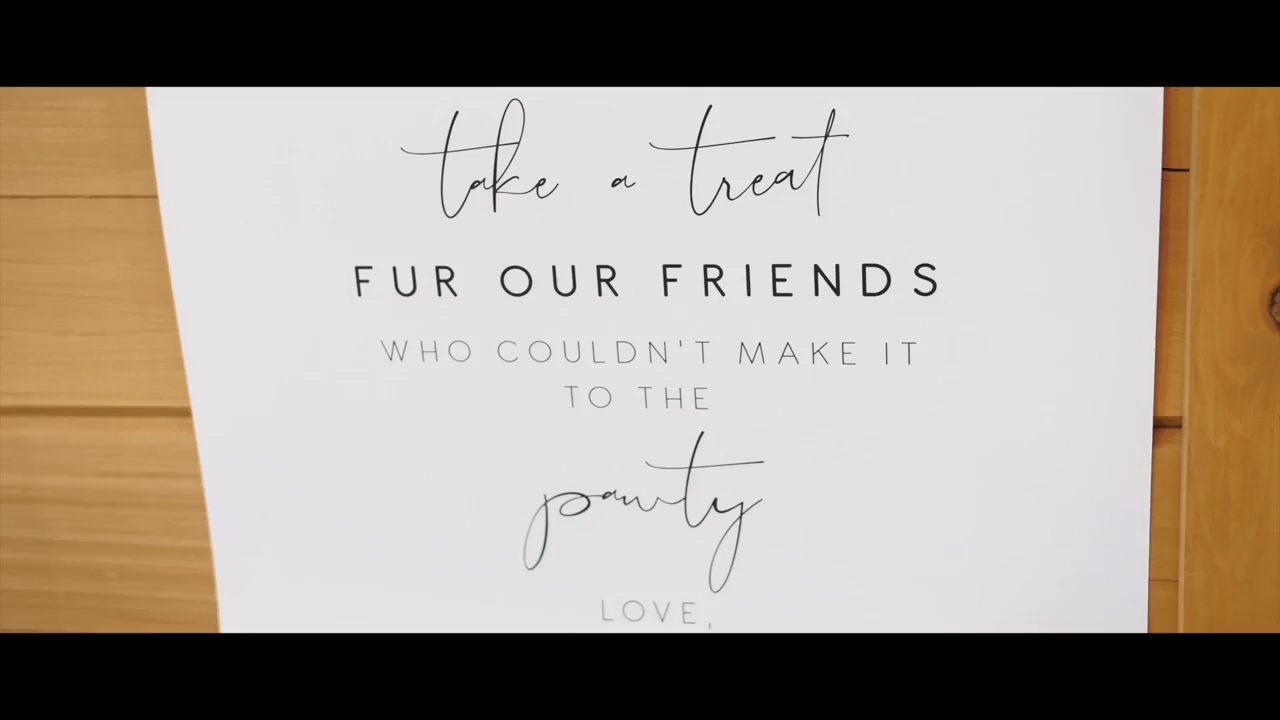 take a treat
FUR OUR FRIENDS
WHO COULDN'T MAKE IT
TO THE
pawty
LOVE,